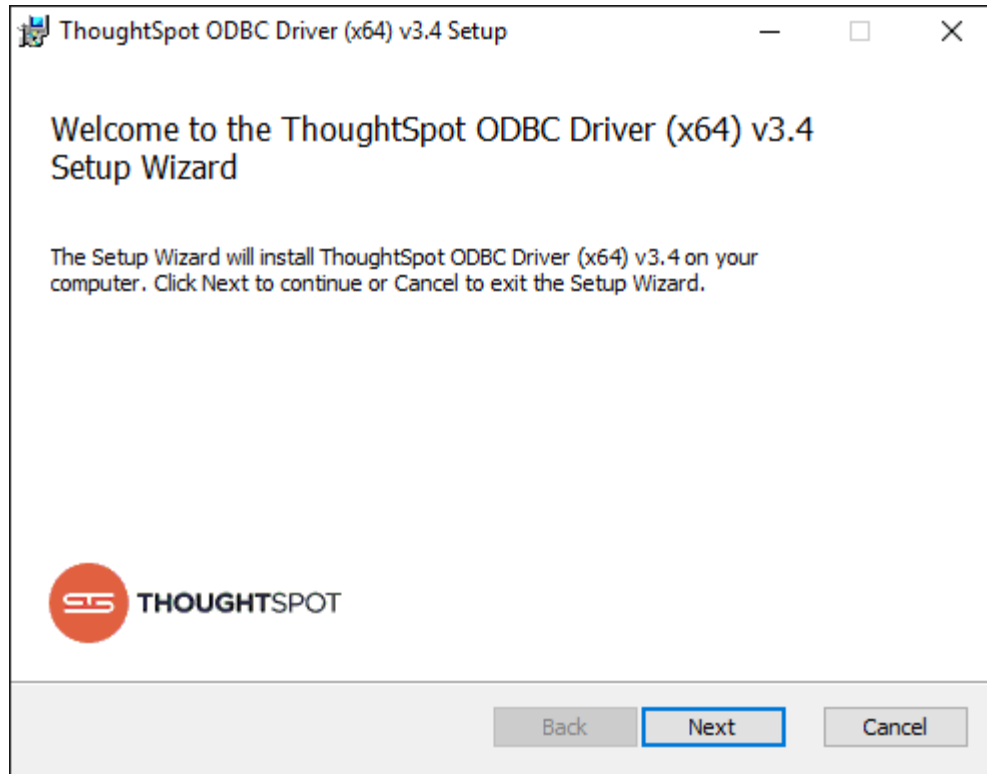 ThoughtSpot ODBC Driver (x64) v3.4 Setup
Welcome to the ThoughtSpot ODBC Driver (x64) v3.4
Setup Wizard
The Setup Wizard will install ThoughtSpot ODBC Driver (x64) v3.4 on your
computer. Click Next to continue or Cancel to exit the Setup Wizard.
THOUGHTSPOT
Back Next Cancel